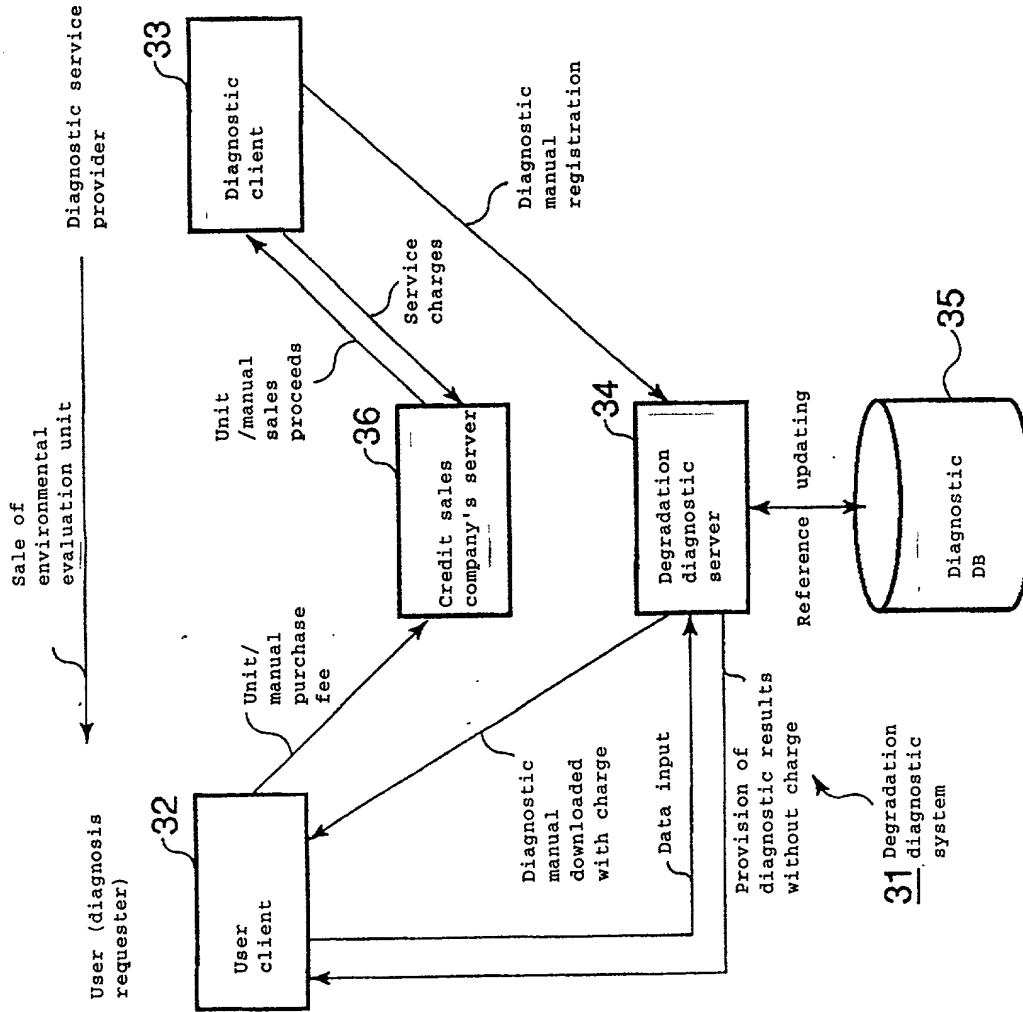 Sale of
environmental
evaluation unit
User (diagnosis
requester)
Diagnostic service
provider
32
User
client
33
Diagnostic
client
Unit/
manual
purchase
fee
36
Credit sales
company's server
Unit
/manual
sales
proceeds
Service
charges
Diagnostic
manual
registration
Diagnostic
manual
downloaded
with charge
34
Degradation
diagnostic
server
Data input
Provision of
diagnostic results
without charge
Reference updating
35
Diagnostic
DB
31 Degradation
diagnostic
system